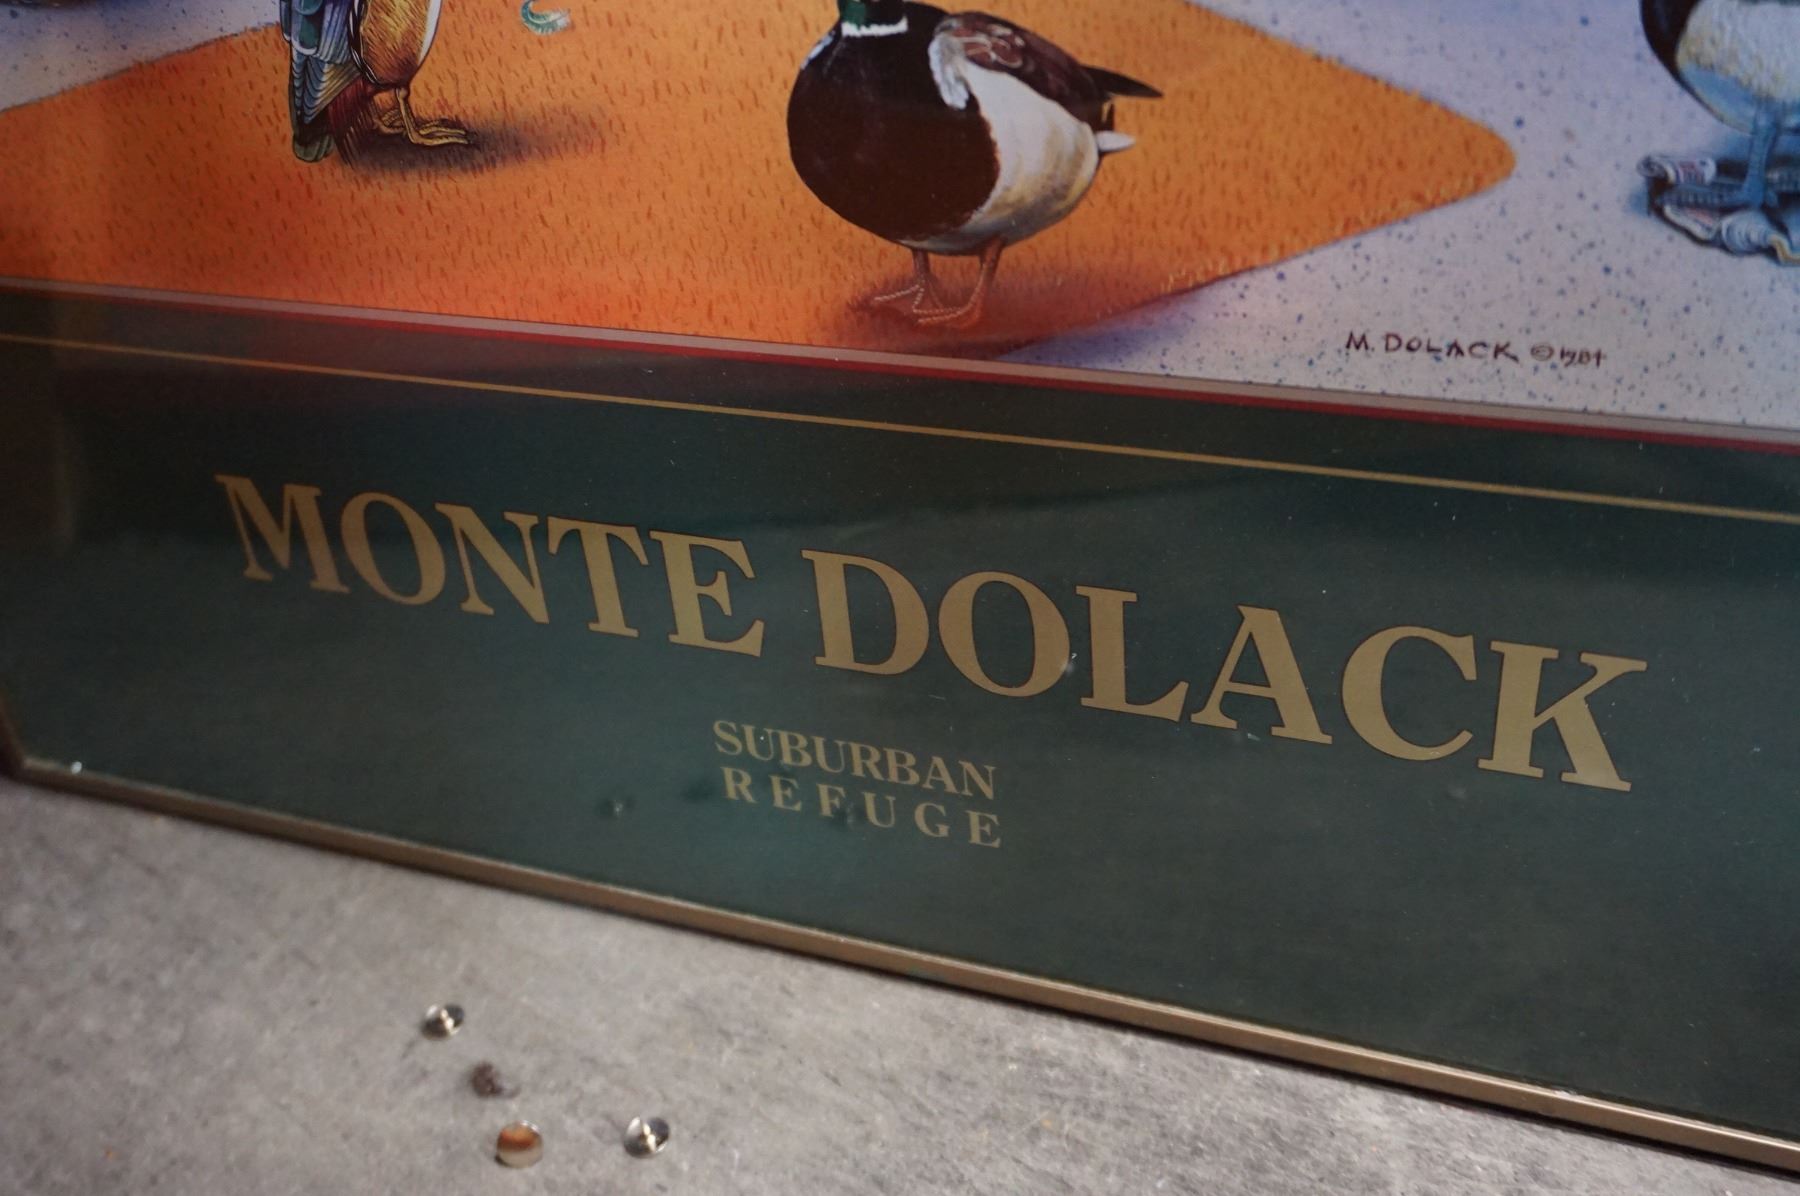 M. DOLACK © 1984
MONTE DOLACK
SUBURBAN
REFUGE